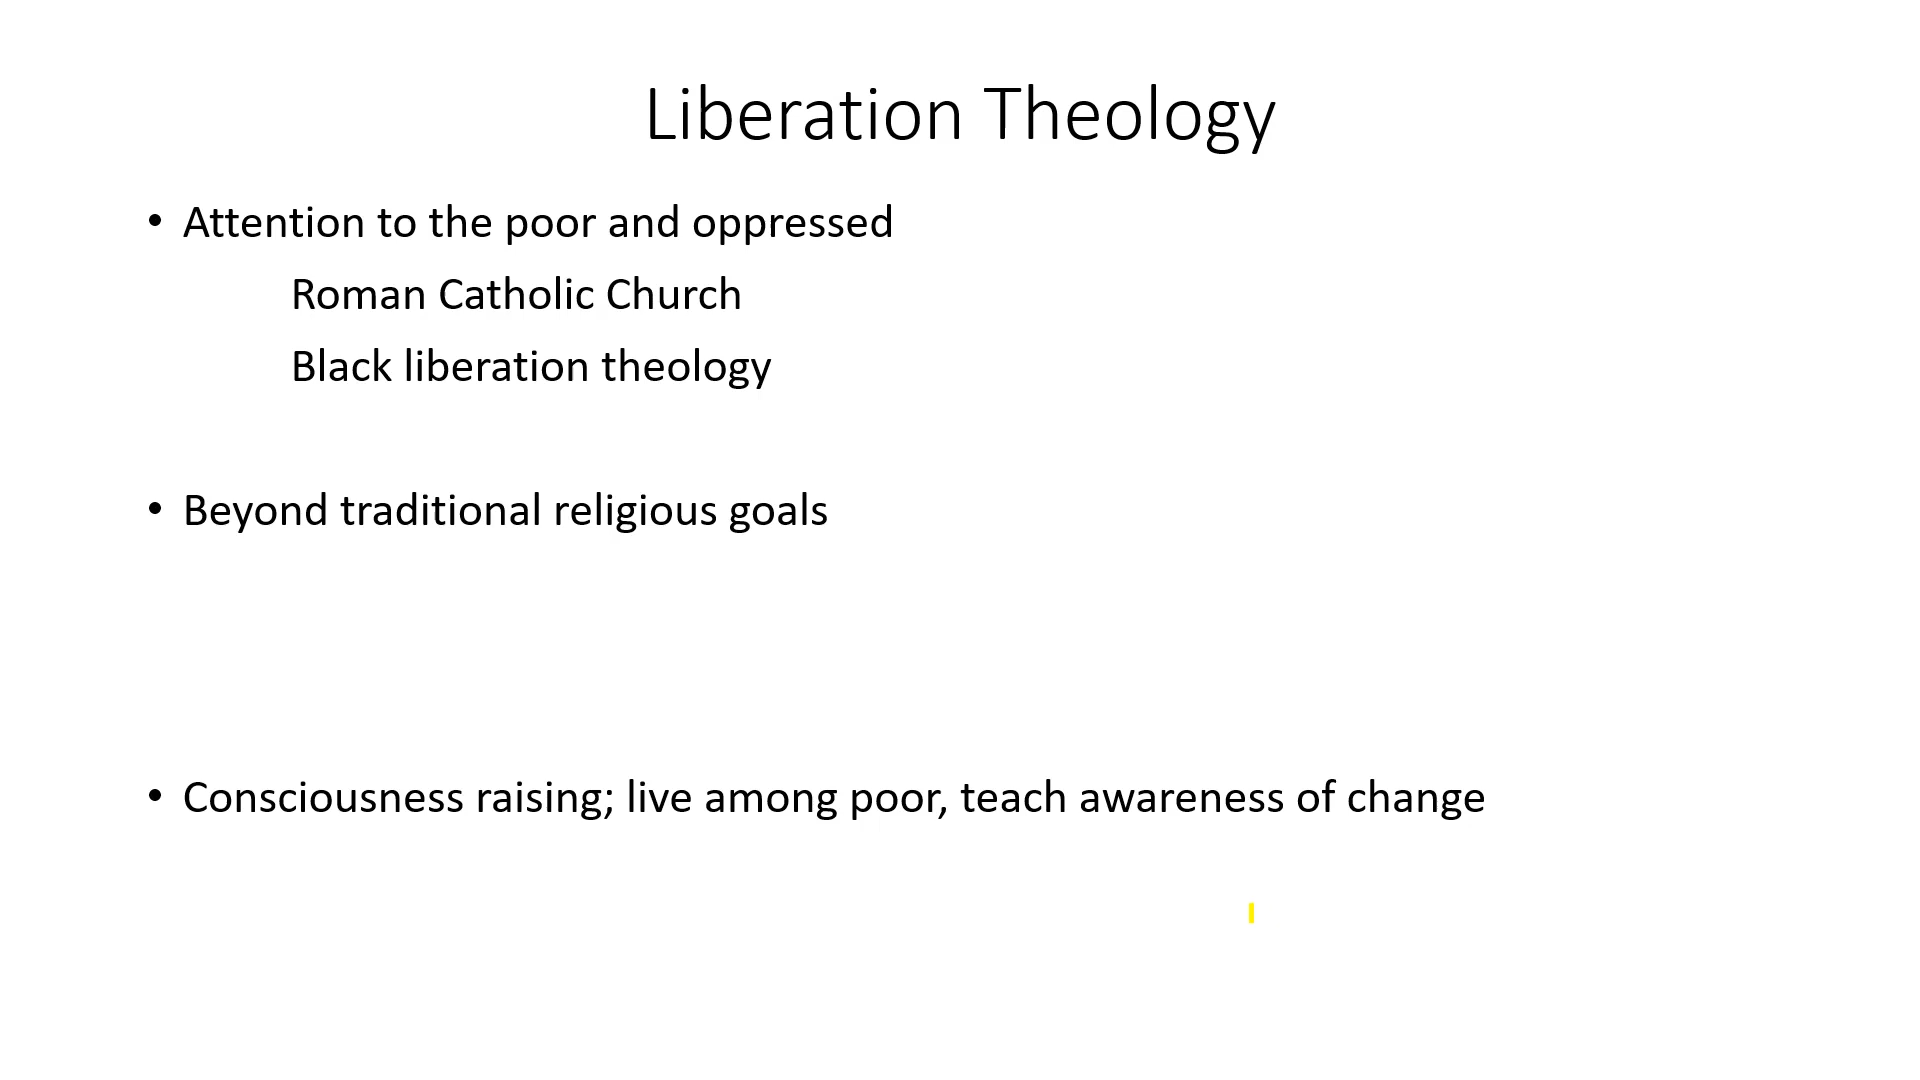 Liberation Theology
• Attention to the poor and oppressed
Roman Catholic Church
Black liberation theology
• Beyond traditional religious goals
• Consciousness raising; live among poor, teach awareness of change